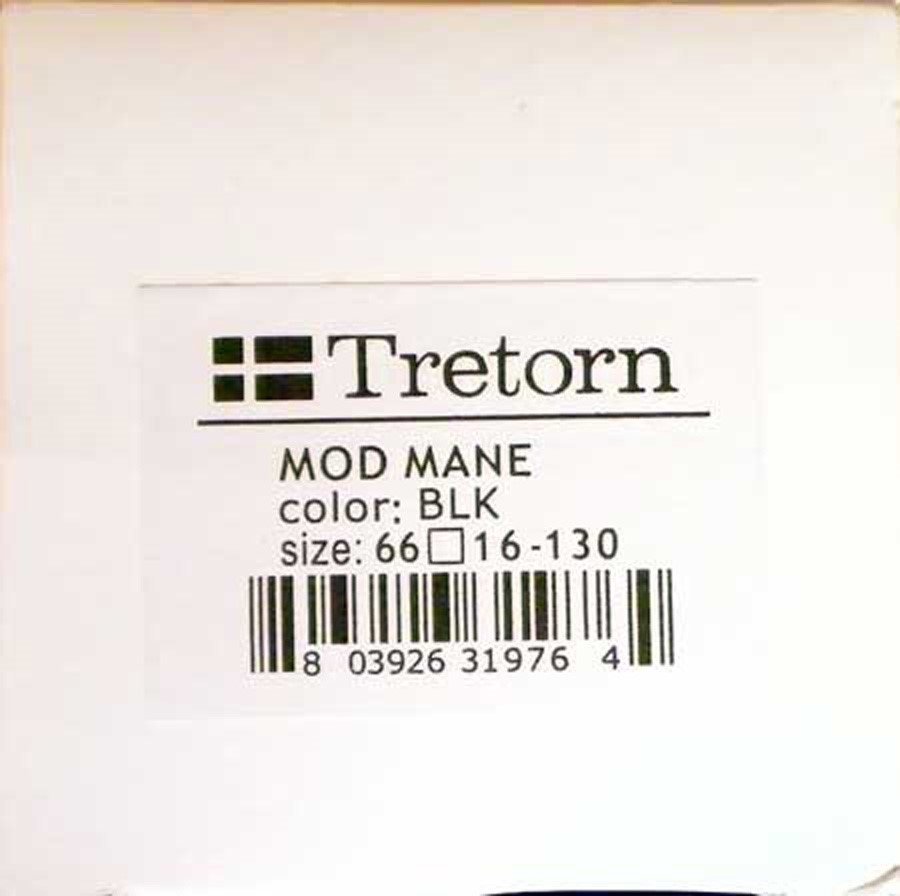 Tretorn
MOD MANE
color: BLK
size: 66□16-130
8 03926 31976 4